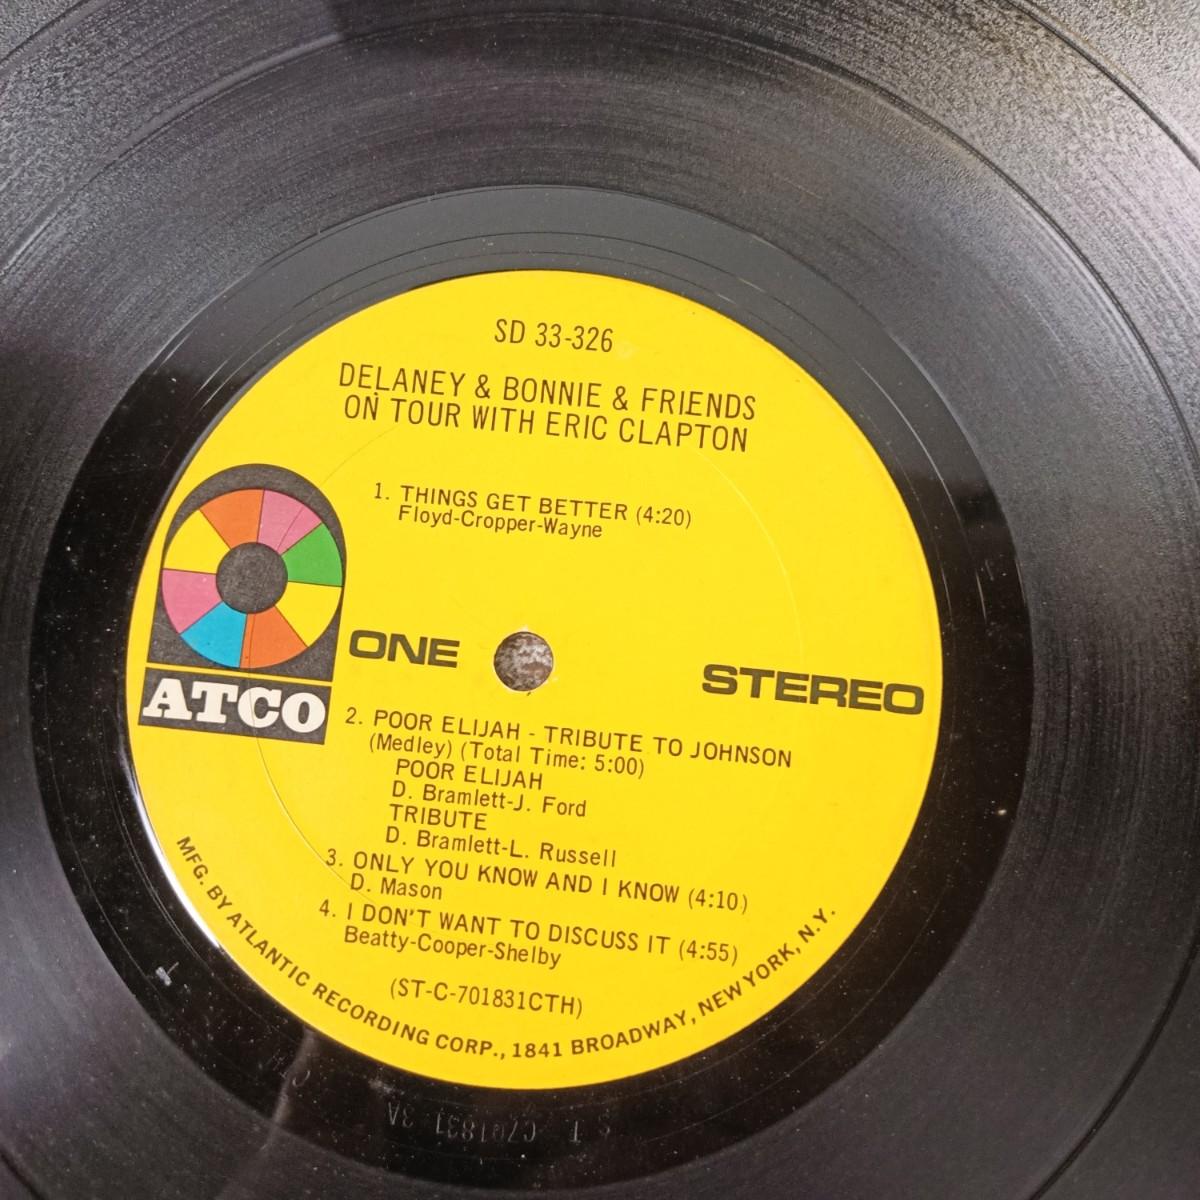 SD 33-326
DELANEY & BONNIE & FRIENDS
ON TOUR WITH ERIC CLAPTON
1. THINGS GET BETTER (4:20)
Floyd-Cropper-Wayne
ATCO
ONE
STEREO
2. POOR ELIJAH - TRIBUTE TO JOHNSON
(Medley) (Total Time: 5:00)
POOR ELIJAH
D. Bramlett-J. Ford
TRIBUTE
D. Bramlett-L. Russell
3. ONLY YOU KNOW AND I KNOW (4:10)
D. Mason
4. I DON'T WANT TO DISCUSS IT (4:55)
Beatty-Cooper-Shelby
(ST-C-701831CTH)
MFG. BY ATLANTIC RECORDING CORP., 1841 BROADWAY, NEW YORK, N.Y.
S T C701831 3A